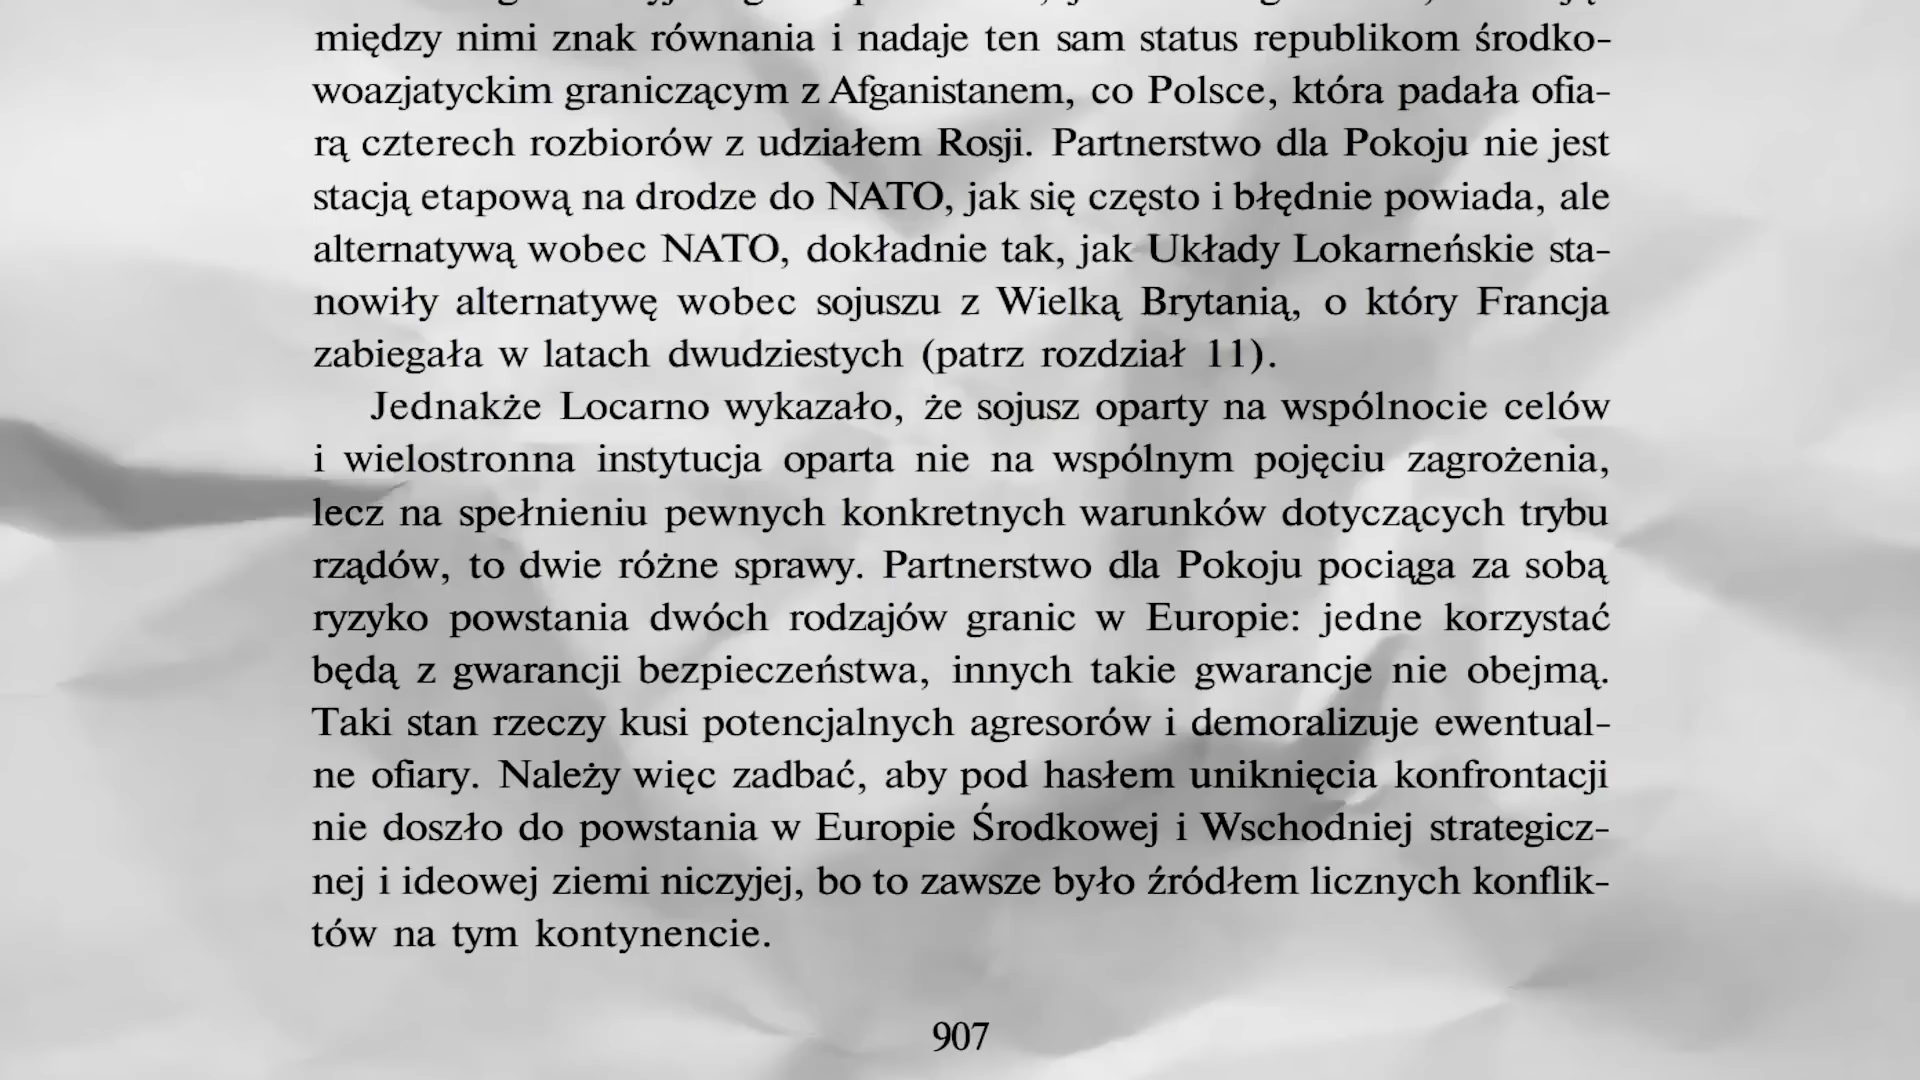 między nimi znak równania i nadaje ten sam status republikom środko-
woazjatyckim graniczącym z Afganistanem, co Polsce, która padała ofia-
rą czterech rozbiorów z udziałem Rosji. Partnerstwo dla Pokoju nie jest
stacją etapową na drodze do NATO, jak się często i błędnie powiada, ale
alternatywą wobec NATO, dokładnie tak, jak Układy Lokarneńskie sta-
nowiły alternatywę wobec sojuszu z Wielką Brytanią, o który Francja
zabiegała w latach dwudziestych (patrz rozdział 11).
Jednakże Locarno wykazało, że sojusz oparty na wspólnocie celów
i wielostronna instytucja oparta nie na wspólnym pojęciu zagrożenia,
lecz na spełnieniu pewnych konkretnych warunków dotyczących trybu
rządów, to dwie różne sprawy. Partnerstwo dla Pokoju pociąga za sobą
ryzyko powstania dwóch rodzajów granic w Europie: jedne korzystać
będą z gwarancji bezpieczeństwa, innych takie gwarancje nie obejmą.
Taki stan rzeczy kusi potencjalnych agresorów i demoralizuje ewentual-
ne ofiary. Należy więc zadbać, aby pod hasłem uniknięcia konfrontacji
nie doszło do powstania w Europie Środkowej i Wschodniej strategicz-
nej i ideowej ziemi niczyjej, bo to zawsze było źródłem licznych konflik-
tów na tym kontynencie.
907